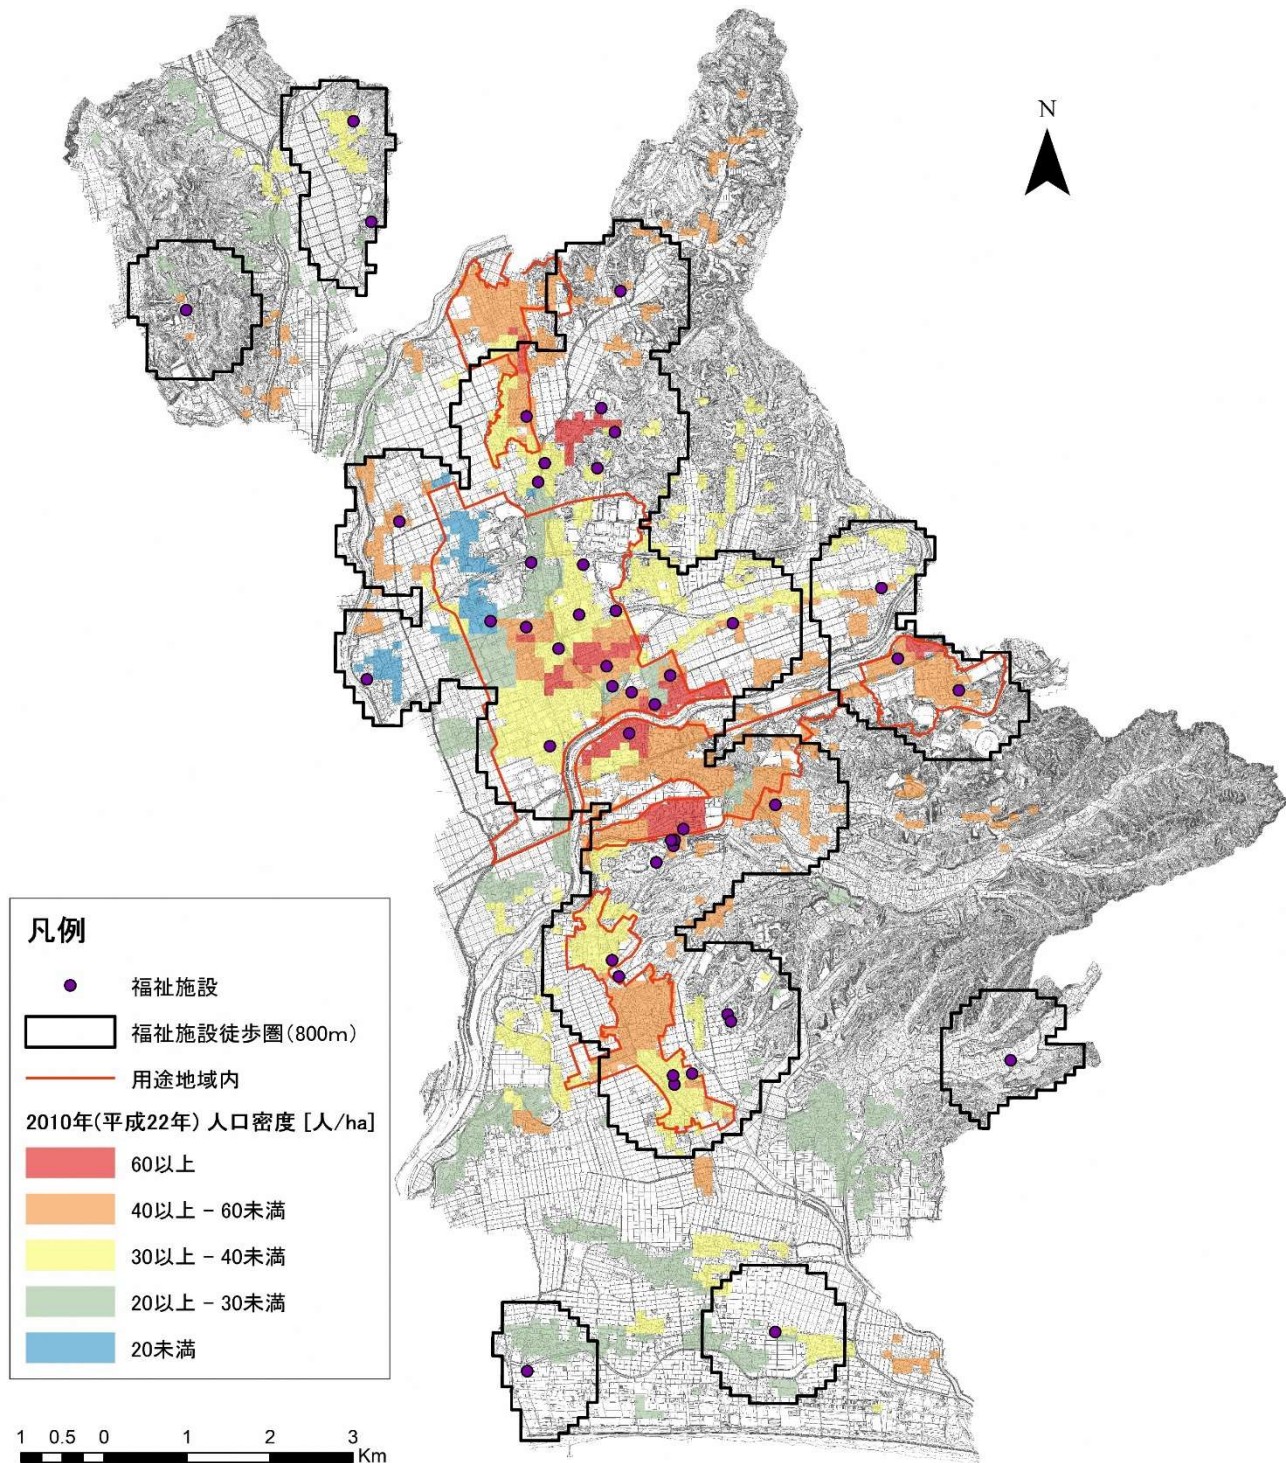 N
凡例
福祉施設
福祉施設徒歩圏(800m)
用途地域内
2010年(平成22年) 人口密度 [人/ha]
60以上
40以上 - 60未満
30以上 - 40未満
20以上 - 30未満
20未満
1 0.5 0 1 2 3
Km